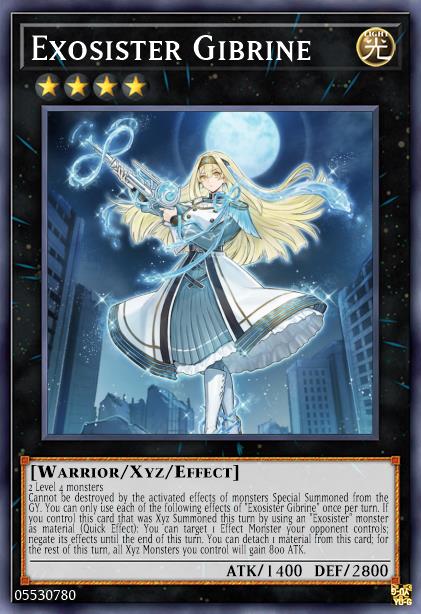 EXOSISTER GIBRINE
LIGHT
光
[WARRIOR/XYZ/EFFECT]
2 Level 4 monsters
Cannot be destroyed by the activated effects of monsters Special Summoned from the
GY. You can only use each of the following effects of "Exosister Gibrine" once per turn. If
you control this card that was Xyz Summoned this turn by using an "Exosister" monster
as material (Quick Effect): You can target 1 Effect Monster your opponent controls;
negate its effects until the end of this turn. You can detach 1 material from this card; for
the rest of this turn, all Xyz Monsters you control will gain 800 ATK.
ATK/1400 DEF/2800
05530780